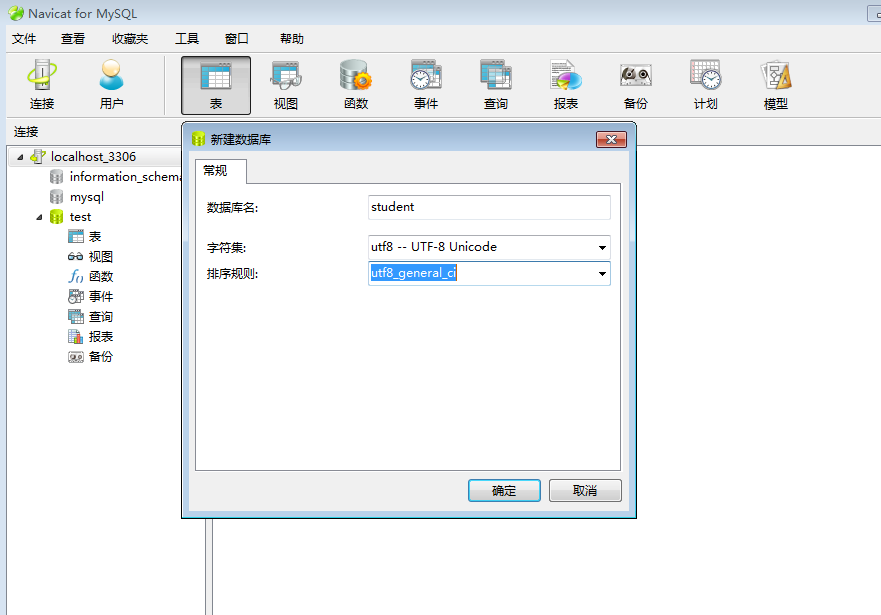 Navicat for MySQL
文件 查看 收藏夹 工具 窗口 帮助
连接 用户 表 视图 函数 事件 查询 报表 备份 计划 模型
连接
localhost_3306
information_schema
mysql
test
表
视图
函数
事件
查询
报表
备份
新建数据库
常规
数据库名: student
字符集: utf8 -- UTF-8 Unicode
排序规则: utf8_general_ci
确定 取消